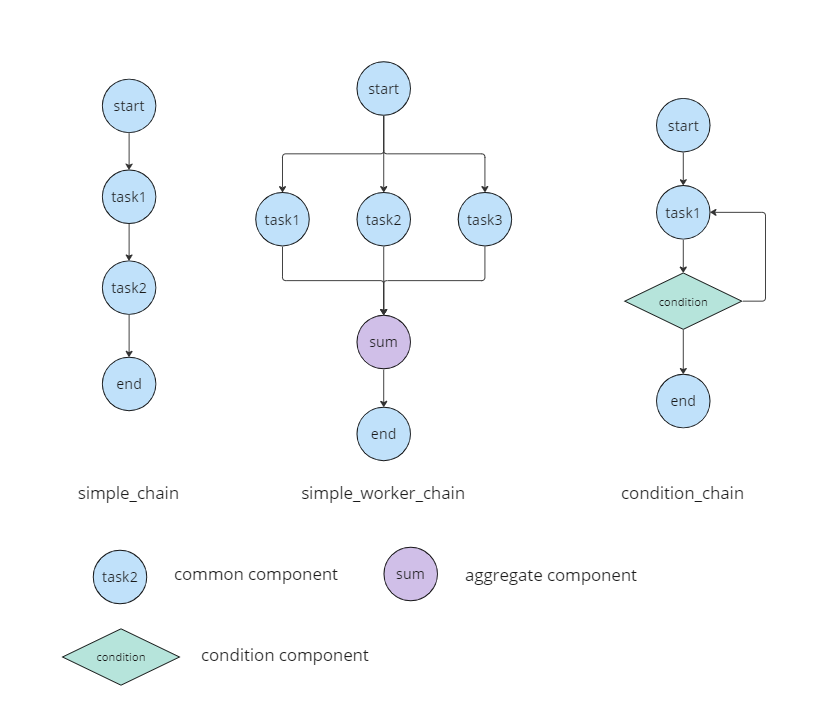 start
task1
task2
end
simple_chain
start
task1
task2
task3
sum
end
simple_worker_chain
start
task1
condition
end
condition_chain
task2
common component
sum
aggregate component
condition
condition component